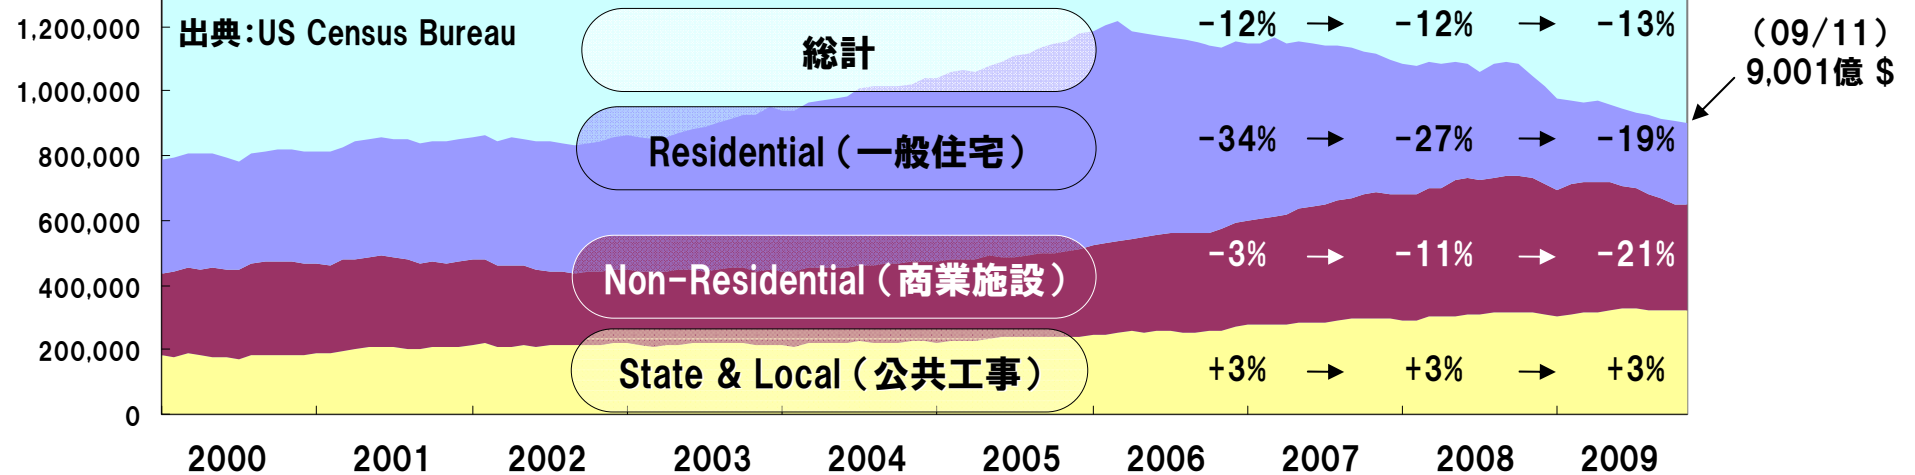 1,200,000
出典:US Census Bureau
総計
-12% → -12% → -13%
(09/11)
9,001億 $
1,000,000
800,000
Residential(一般住宅)
-34% → -27% → -19%
600,000
400,000
Non-Residential(商業施設)
-3% → -11% → -21%
200,000
State & Local(公共工事)
+3% → +3% → +3%
0
2000 2001 2002 2003 2004 2005 2006 2007 2008 2009